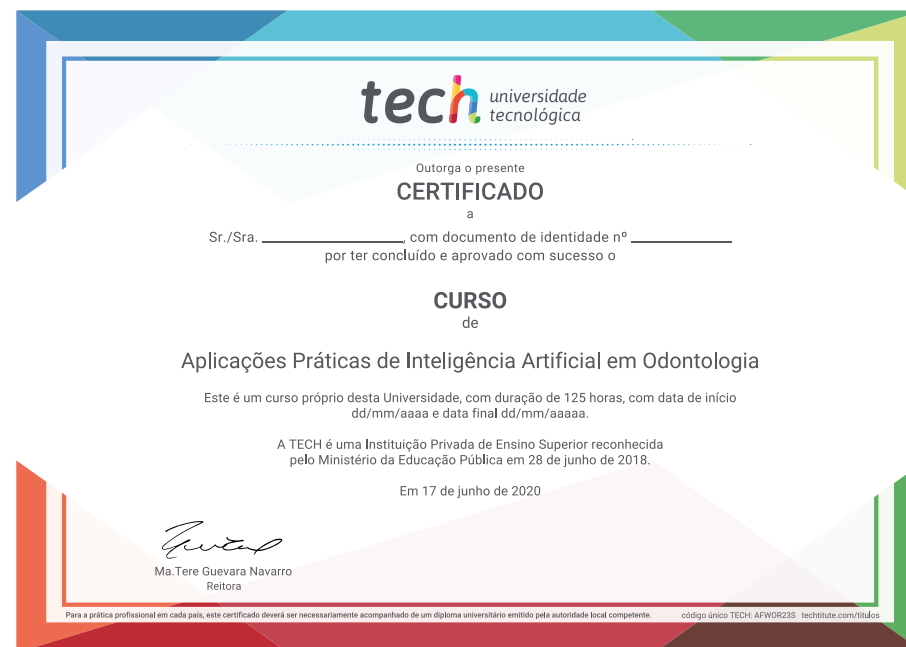 tech universidade
tecnológica
Outorga o presente
CERTIFICADO
a
Sr./Sra. ____________, com documento de identidade nº ____________
por ter concluído e aprovado com sucesso o
CURSO
de
Aplicações Práticas de Inteligência Artificial em Odontologia
Este é um curso próprio desta Universidade, com duração de 125 horas, com data de início
dd/mm/aaaa e data final dd/mm/aaaaa.
A TECH é uma Instituição Privada de Ensino Superior reconhecida
pelo Ministério da Educação Pública em 28 de junho de 2018.
Em 17 de junho de 2020
Ma.Tere Guevara Navarro
Reitora
Para a prática profissional em cada país, este certificado deverá ser necessariamente acompanhado de um diploma universitário emitido pela autoridade local competente. código único TECH: AFWOR23S techtitute.com/titulos